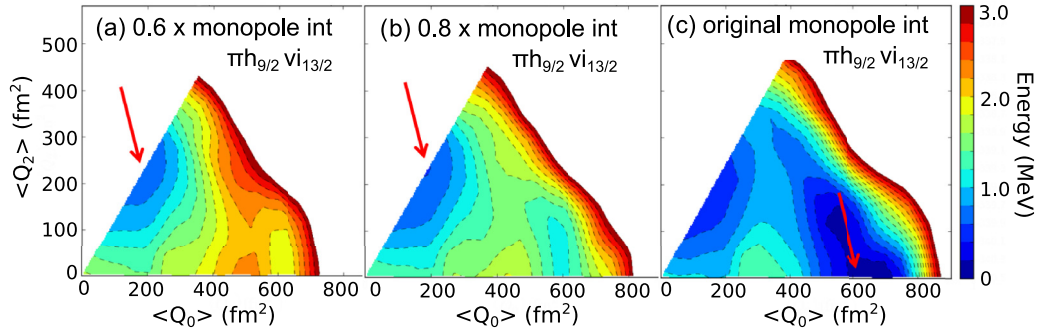 (a) 0.6 x monopole int
πh9/2 νi13/2
(b) 0.8 x monopole int
πh9/2 νi13/2
(c) original monopole int
πh9/2 νi13/2
500
400
300
200
100
0
<Q2> (fm²)
0 200 400 600 800
<Q0> (fm²)
0 200 400 600 800
<Q0> (fm²)
0 200 400 600 800
<Q0> (fm²)
3.0
2.0
1.0
0
Energy (MeV)